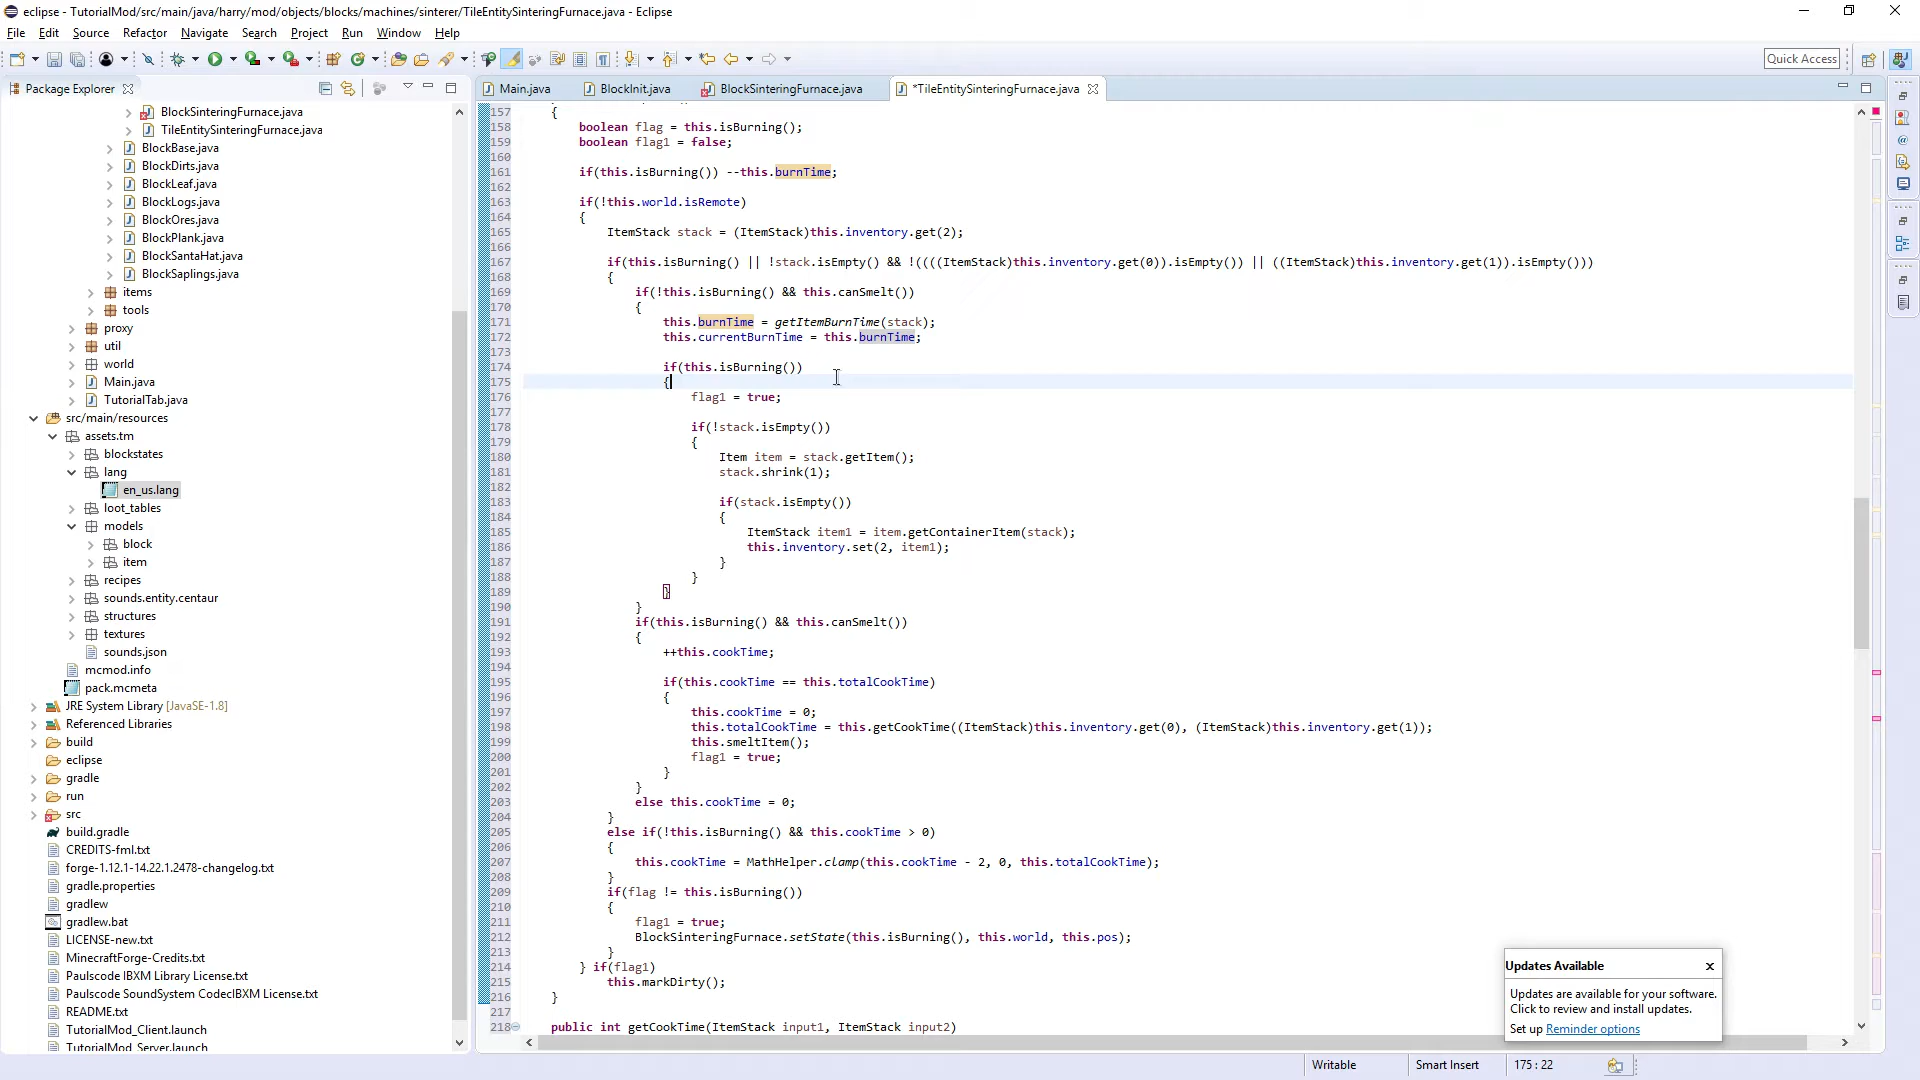 eclipse - TutorialMod/src/main/java/harry/mod/objects/blocks/machines/sinterer/TileEntitySinteringFurnace.java - Eclipse
File Edit Source Refactor Navigate Search Project Run Window Help
Quick Access
Package Explorer
Main.java BlockInit.java BlockSinteringFurnace.java *TileEntitySinteringFurnace.java
BlockSinteringFurnace.java
TileEntitySinteringFurnace.java
BlockBase.java
BlockDirts.java
BlockLeaf.java
BlockLogs.java
BlockOres.java
BlockPlank.java
BlockSantaHat.java
BlockSaplings.java
items
tools
proxy
util
world
Main.java
TutorialTab.java
src/main/resources
assets.tm
blockstates
lang
en_us.lang
loot_tables
models
block
item
recipes
sounds.entity.centaur
structures
textures
sounds.json
mcmod.info
pack.mcmeta
JRE System Library [JavaSE-1.8]
Referenced Libraries
build
eclipse
gradle
run
src
build.gradle
CREDITS-fml.txt
forge-1.12.1-14.22.1.2478-changelog.txt
gradle.properties
gradlew
gradlew.bat
LICENSE-new.txt
MinecraftForge-Credits.txt
Paulscode IBXM Library License.txt
Paulscode SoundSystem CodecIBXM License.txt
README.txt
TutorialMod_Client.launch
TutorialMod_Server.launch
157 {
158 boolean flag = this.isBurning();
159 boolean flag1 = false;
160
161 if(this.isBurning()) --this.burnTime;
162
163 if(!this.world.isRemote)
164 {
165 ItemStack stack = (ItemStack)this.inventory.get(2);
166
167 if(this.isBurning() || !stack.isEmpty() && !((((ItemStack)this.inventory.get(0)).isEmpty()) || ((ItemStack)this.inventory.get(1)).isEmpty()))
168 {
169 if(!this.isBurning() && this.canSmelt())
170 {
171 this.burnTime = getItemBurnTime(stack);
172 this.currentBurnTime = this.burnTime;
173
174 if(this.isBurning())
175 {
176 flag1 = true;
177
178 if(!stack.isEmpty())
179 {
180 Item item = stack.getItem();
181 stack.shrink(1);
182
183 if(stack.isEmpty())
184 {
185 ItemStack item1 = item.getContainerItem(stack);
186 this.inventory.set(2, item1);
187 }
188 }
189 }
190 }
191 if(this.isBurning() && this.canSmelt())
192 {
193 ++this.cookTime;
194
195 if(this.cookTime == this.totalCookTime)
196 {
197 this.cookTime = 0;
198 this.totalCookTime = this.getCookTime((ItemStack)this.inventory.get(0), (ItemStack)this.inventory.get(1));
199 this.smeltItem();
200 flag1 = true;
201 }
202 }
203 else this.cookTime = 0;
204 }
205 else if(!this.isBurning() && this.cookTime > 0)
206 {
207 this.cookTime = MathHelper.clamp(this.cookTime - 2, 0, this.totalCookTime);
208 }
209 if(flag != this.isBurning())
210 {
211 flag1 = true;
212 BlockSinteringFurnace.setState(this.isBurning(), this.world, this.pos);
213 }
214 } if(flag1)
215 this.markDirty();
216 }
217
218 public int getCookTime(ItemStack input1, ItemStack input2)
Updates Available x
Updates are available for your software.
Click to review and install updates.
Set up Reminder options
Writable Smart Insert 175 : 22